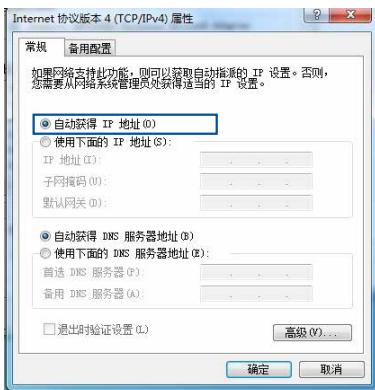 Internet 协议版本 4 (TCP/IPv4) 属性
常规 备用配置
如果网络支持此功能，则可以获取自动指派的 IP 设置。否则，
您需要从网络系统管理员处获得适当的 IP 设置。
自动获得 IP 地址(O)
使用下面的 IP 地址(S):
IP 地址(I):
子网掩码(U):
默认网关(D):
自动获得 DNS 服务器地址(B)
使用下面的 DNS 服务器地址(E):
首选 DNS 服务器(P):
备用 DNS 服务器(A):
退出时验证设置(L)
高级(V)...
确定 取消